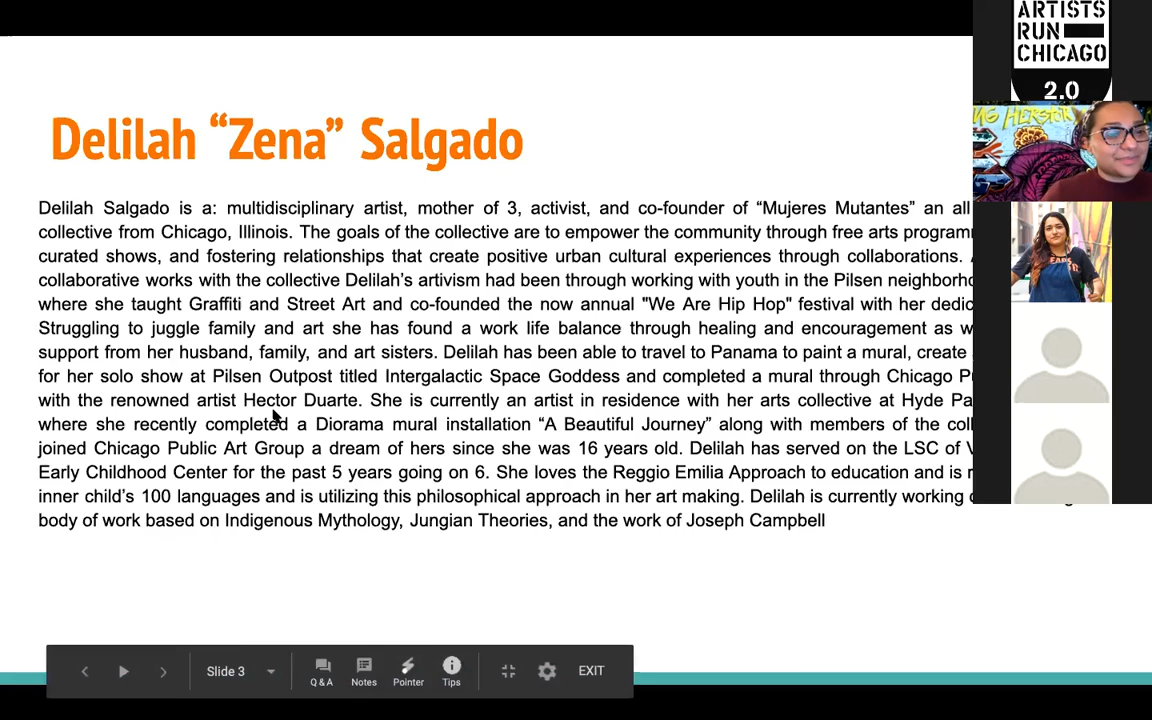 ARTISTS
RUN
CHICAGO
2.0
Delilah “Zena” Salgado
Delilah Salgado is a: multidisciplinary artist, mother of 3, activist, and co-founder of “Mujeres Mutantes” an all
collective from Chicago, Illinois. The goals of the collective are to empower the community through free arts
curated shows, and fostering relationships that create positive urban cultural experiences through collaborations.
collaborative works with the collective Delilah’s artivism had been through working with youth in the Pilsen
where she taught Graffiti and Street Art and co-founded the now annual "We Are Hip Hop" festival with her
Struggling to juggle family and art she has found a work life balance through healing and encouragement as
support from her husband, family, and art sisters. Delilah has been able to travel to Panama to paint a mural, create
for her solo show at Pilsen Outpost titled Intergalactic Space Goddess and completed a mural through Chicago
with the renowned artist Hector Duarte. She is currently an artist in residence with her arts collective at Hyde
where she recently completed a Diorama mural installation “A Beautiful Journey” along with members of the
joined Chicago Public Art Group a dream of hers since she was 16 years old. Delilah has served on the LSC of
Early Childhood Center for the past 5 years going on 6. She loves the Reggio Emilia Approach to education and is
inner child’s 100 languages and is utilizing this philosophical approach in her art making. Delilah is currently working
body of work based on Indigenous Mythology, Jungian Theories, and the work of Joseph Campbell
Slide 3
Q & A
Notes
Pointer
Tips
EXIT